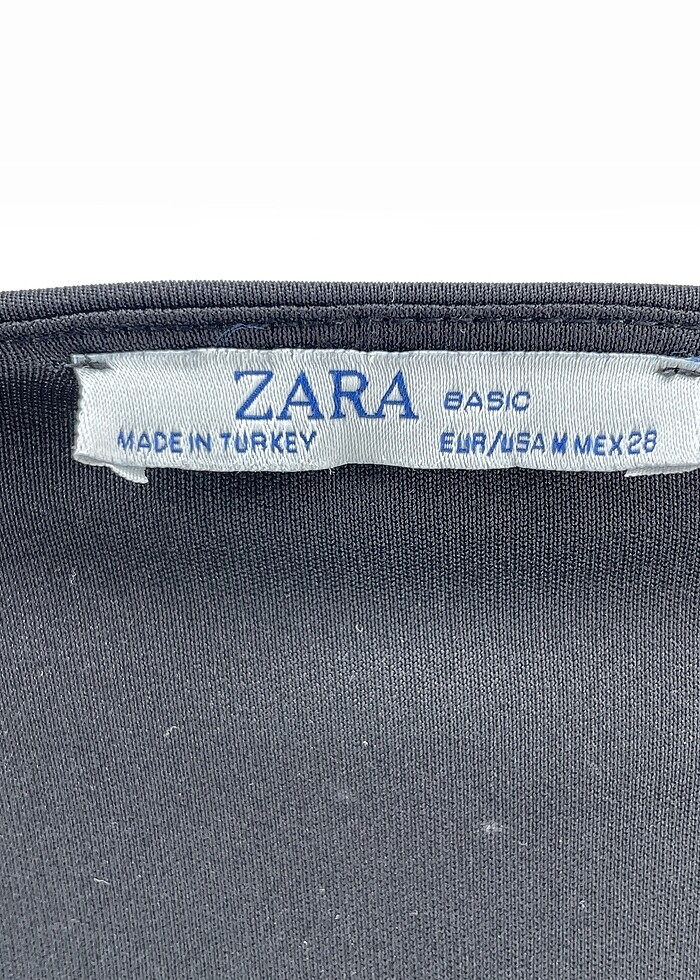 ZARA BASIC
MADE IN TURKEY EUR/USA M MEX 28